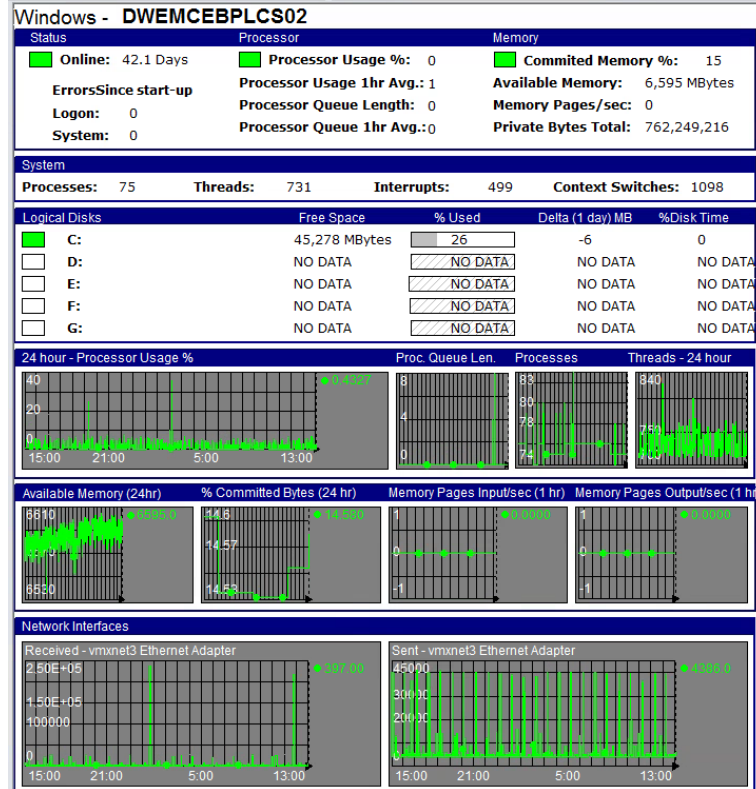 Windows - DWEMCEBPLCS02
Status Processor Memory
Online: 42.1 Days Processor Usage %: 0 Commited Memory %: 15
ErrorsSince start-up Processor Usage 1hr Avg.: 1 Available Memory: 6,595 MBytes
Logon: 0 Processor Queue Length: 0 Memory Pages/sec: 0
System: 0 Processor Queue 1hr Avg.: 0 Private Bytes Total: 762,249,216
System
Processes: 75 Threads: 731 Interrupts: 499 Context Switches: 1098
Logical Disks Free Space % Used Delta (1 day) MB %Disk Time
C: 45,278 MBytes 26 -6 0
D: NO DATA NO DATA NO DATA NO DATA
E: NO DATA NO DATA NO DATA NO DATA
F: NO DATA NO DATA NO DATA NO DATA
G: NO DATA NO DATA NO DATA NO DATA
24 hour - Processor Usage % Proc. Queue Len. Processes Threads - 24 hour
40 0.4327 8 83 840
20 4 80
0 0 78 750
74
15:00 21:00 5:00 13:00
Available Memory (24hr) % Committed Bytes (24 hr) Memory Pages Input/sec (1 hr) Memory Pages Output/sec (1 hr
6610 6595.0 14.6 14.580 1 0.0000 1 0.0000
14.57 0 0
6530 14.53 -1 -1
Network Interfaces
Received - vmxnet3 Ethernet Adapter Sent - vmxnet3 Ethernet Adapter
2.50E+05 397.00 45000 4386.0
1.50E+05 30000
100000 20000
0 0
15:00 21:00 5:00 13:00 15:00 21:00 5:00 13:00